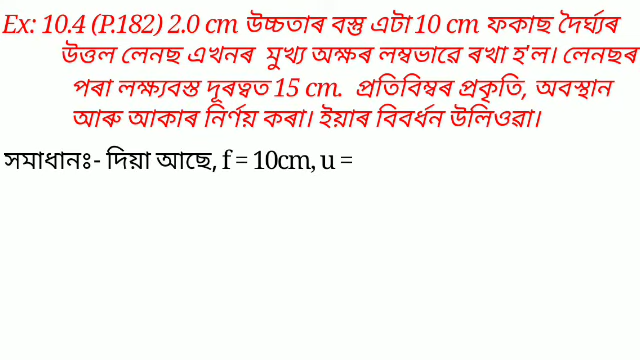 Ex: 10.4 (P.182) 2.0 cm উচ্চতাৰ বস্তু এটা 10 cm ফকাছ দৈৰ্ঘ্যৰ
উত্তল লেনছ এখনৰ মুখ্য অক্ষৰ লম্বভাৱে ৰখা হ'ল। লেনছৰ
পৰা লক্ষ্যবস্ত দূৰত্বত 15 cm. প্ৰতিবিম্বৰ প্ৰকৃতি, অবস্থান
আৰু আকাৰ নিৰ্ণয় কৰা। ইয়াৰ বিবৰ্ধন উলিওৱা।
সমাধানঃ- দিয়া আছে, f = 10cm, u =